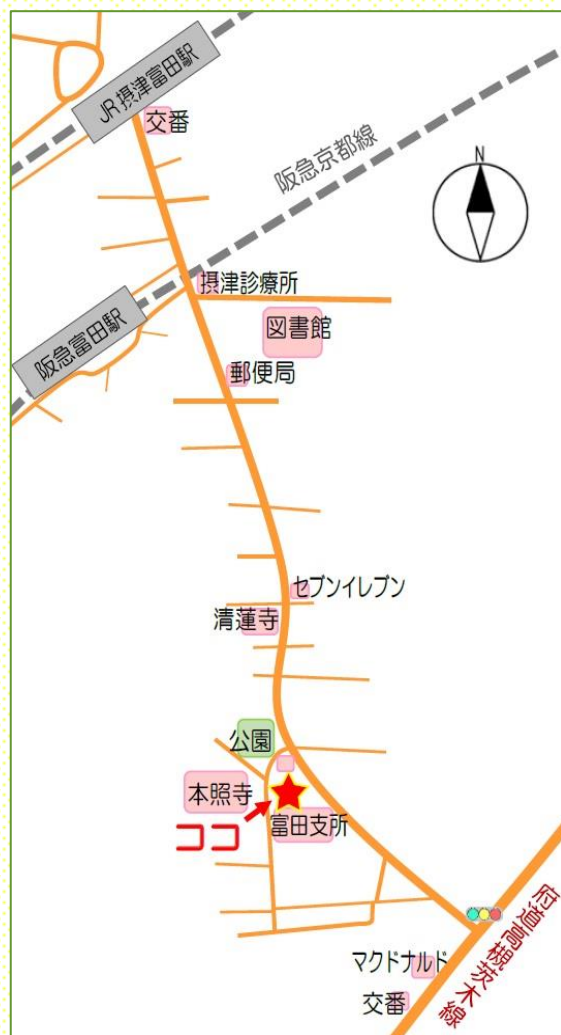 JR摂津富田駅
交番
阪急京都線
N
摂津診療所
図書館
阪急富田駅
郵便局
セブンイレブン
清蓮寺
公園
本照寺
ココ
富田支所
府道高槻茨木線
マクドナルド
交番